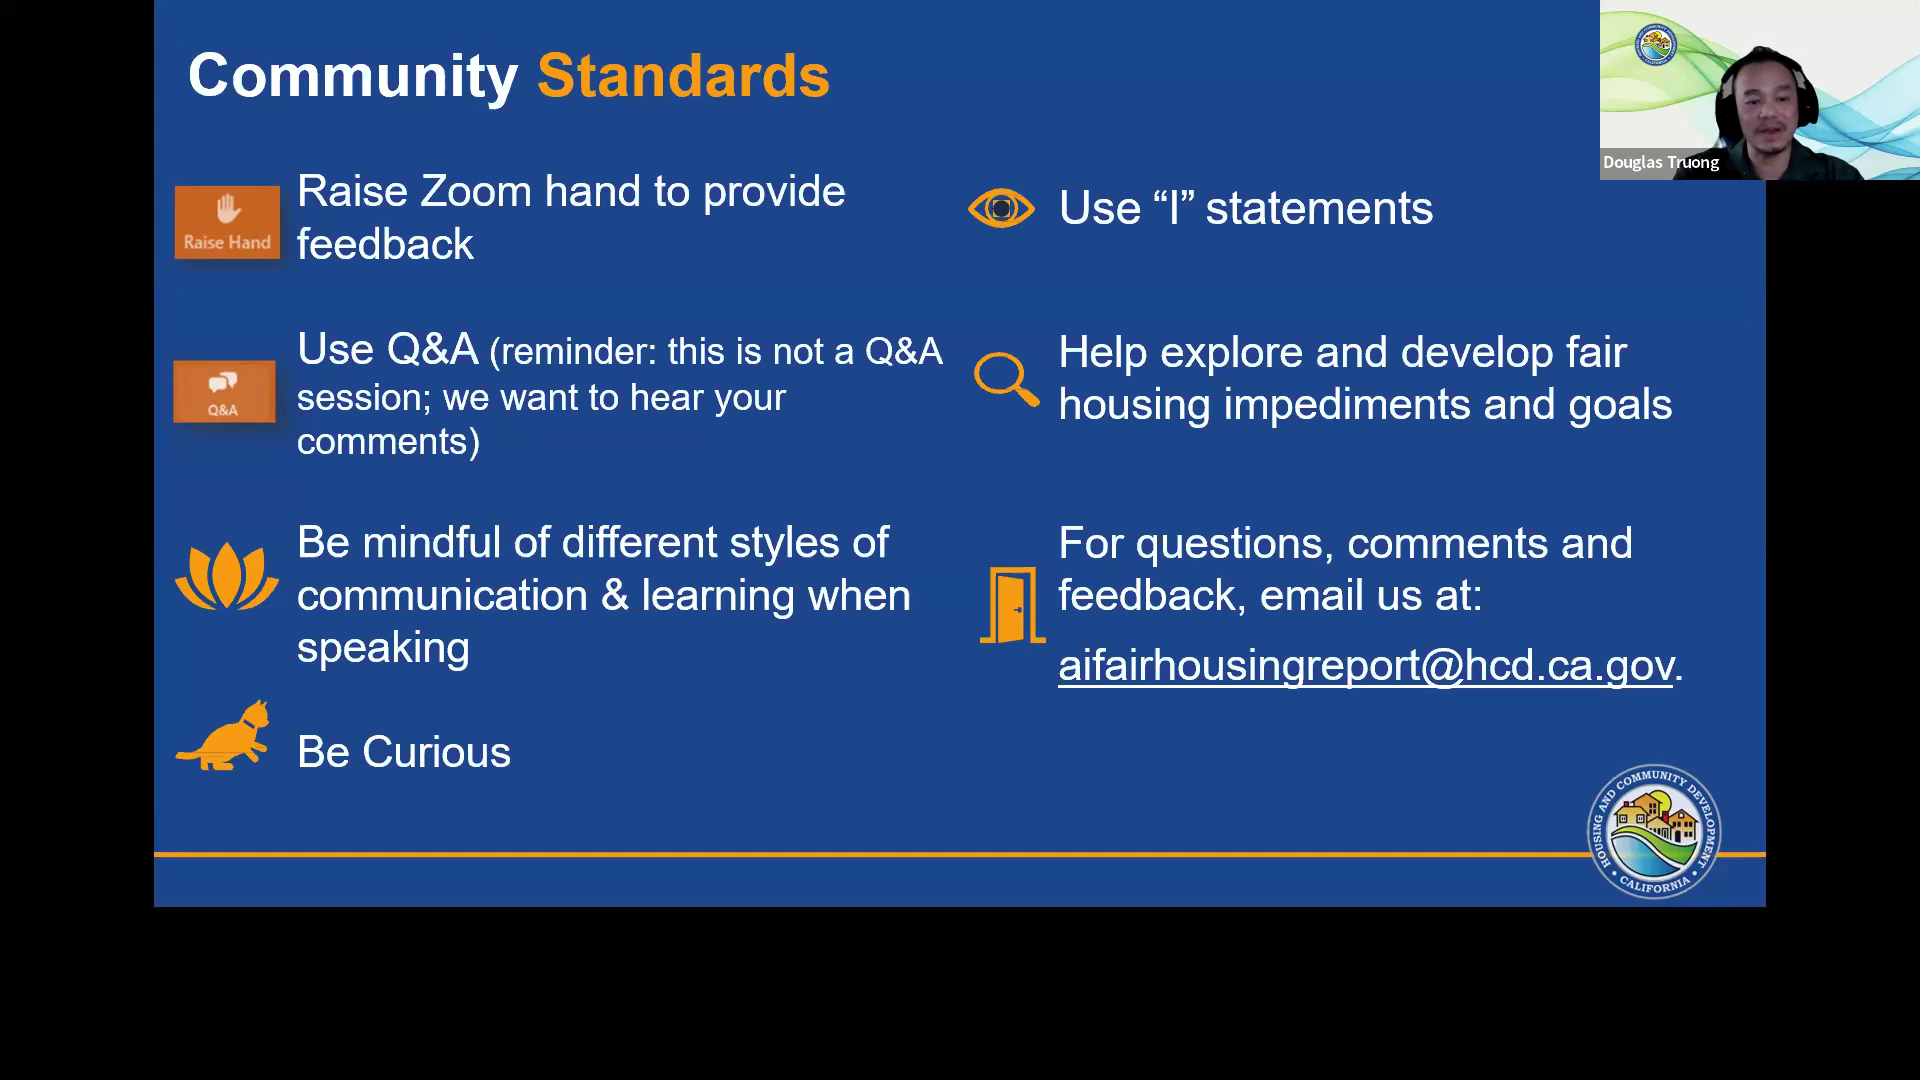 Community Standards
Raise Hand
Raise Zoom hand to provide
feedback
Q&A
Use Q&A (reminder: this is not a Q&A
session; we want to hear your
comments)
Be mindful of different styles of
communication & learning when
speaking
Be Curious
Use “I” statements
Help explore and develop fair
housing impediments and goals
For questions, comments and
feedback, email us at:
aifairhousingreport@hcd.ca.gov.
HOUSING AND COMMUNITY DEVELOPMENT
• CALIFORNIA •
Douglas Truong